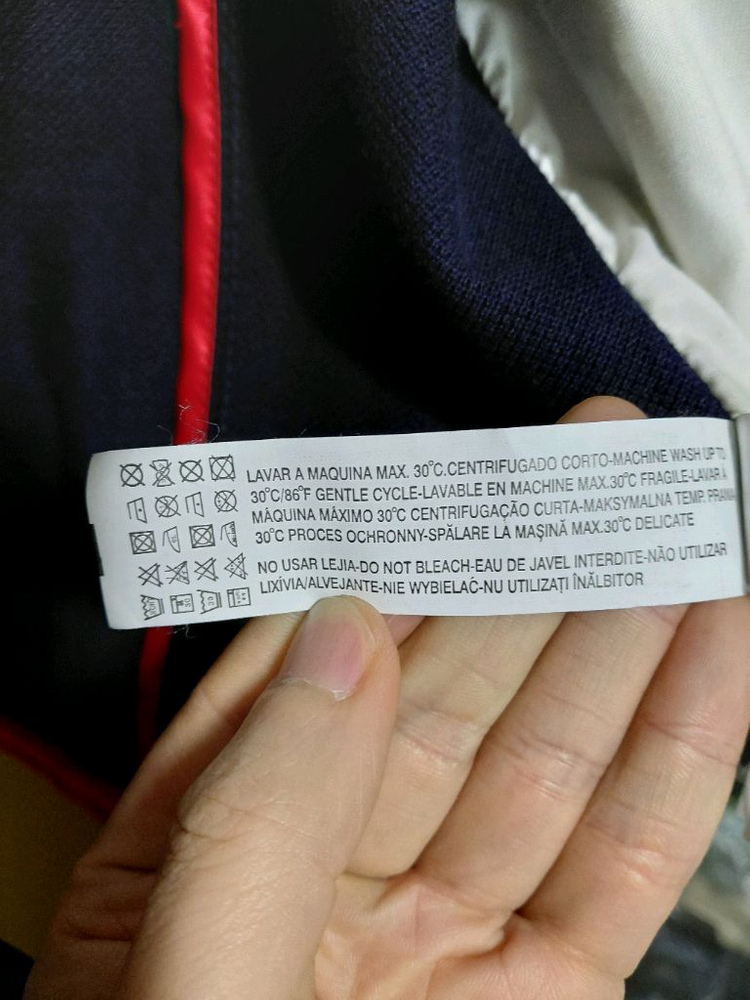 LAVAR A MAQUINA MAX. 30°C.CENTRIFUGADO CORTO-MACHINE WASH UP TO
30°C/86°F GENTLE CYCLE-LAVABLE EN MACHINE MAX.30°C FRAGILE-LAVAR À
MÁQUINA MÁXIMO 30°C CENTRIFUGAÇÃO CURTA-MAKSYMALNA TEMP. PRANIA
30°C PROCES OCHRONNY-SPĂLARE LA MAŞINĂ MAX.30°C DELICATE
NO USAR LEJIA-DO NOT BLEACH-EAU DE JAVEL INTERDITE-NÃO UTILIZAR
LIXÍVIA/ALVEJANTE-NIE WYBIELAĆ-NU UTILIZAȚI ÎNĂLBITOR